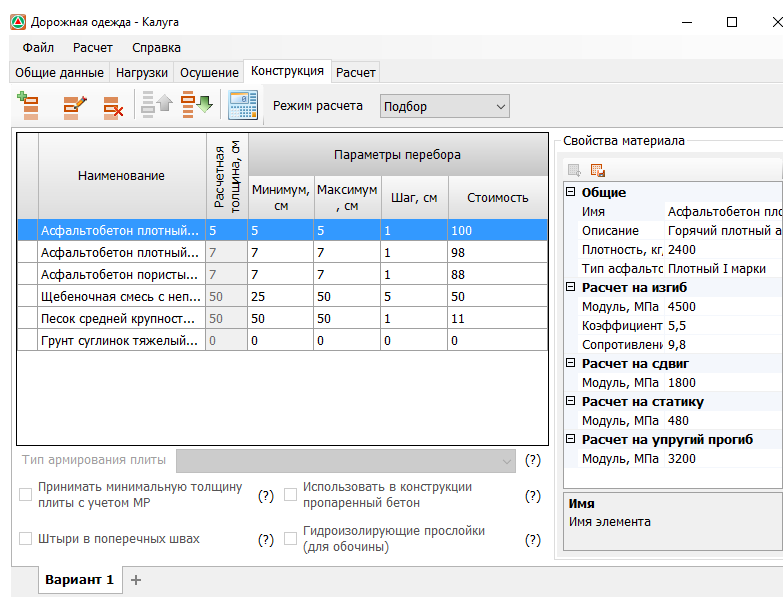 Дорожная одежда - Калуга
Файл Расчет Справка
Общие данные Нагрузки Осушение Конструкция Расчет
Режим расчета Подбор
Наименование Расчетная толщина, см Параметры перебора
Минимум, см Максимум, см Шаг, см Стоимость
Асфальтобетон плотный... 5 5 5 1 100
Асфальтобетон плотный... 7 7 7 1 98
Асфальтобетон пористы... 7 7 7 1 88
Щебеночная смесь с неп... 50 25 50 5 50
Песок средней крупност... 50 50 50 1 11
Грунт суглинок тяжелый... 0 0 0 0 0
Тип армирования плиты (?)
Принимать минимальную толщину
плиты с учетом МР (?)
Использовать в конструкции
пропаренный бетон (?)
Штыри в поперечных швах (?)
Гидроизолирующие прослойки
(для обочины) (?)
Свойства материала
Общие
Имя Асфальтобетон пло
Описание Горячий плотный а
Плотность, кг, 2400
Тип асфальтс Плотный I марки
Расчет на изгиб
Модуль, МПа 4500
Коэффициент 5,5
Сопротивлени 9,8
Расчет на сдвиг
Модуль, МПа 1800
Расчет на статику
Модуль, МПа 480
Расчет на упругий прогиб
Модуль, МПа 3200
Имя
Имя элемента
Вариант 1 +